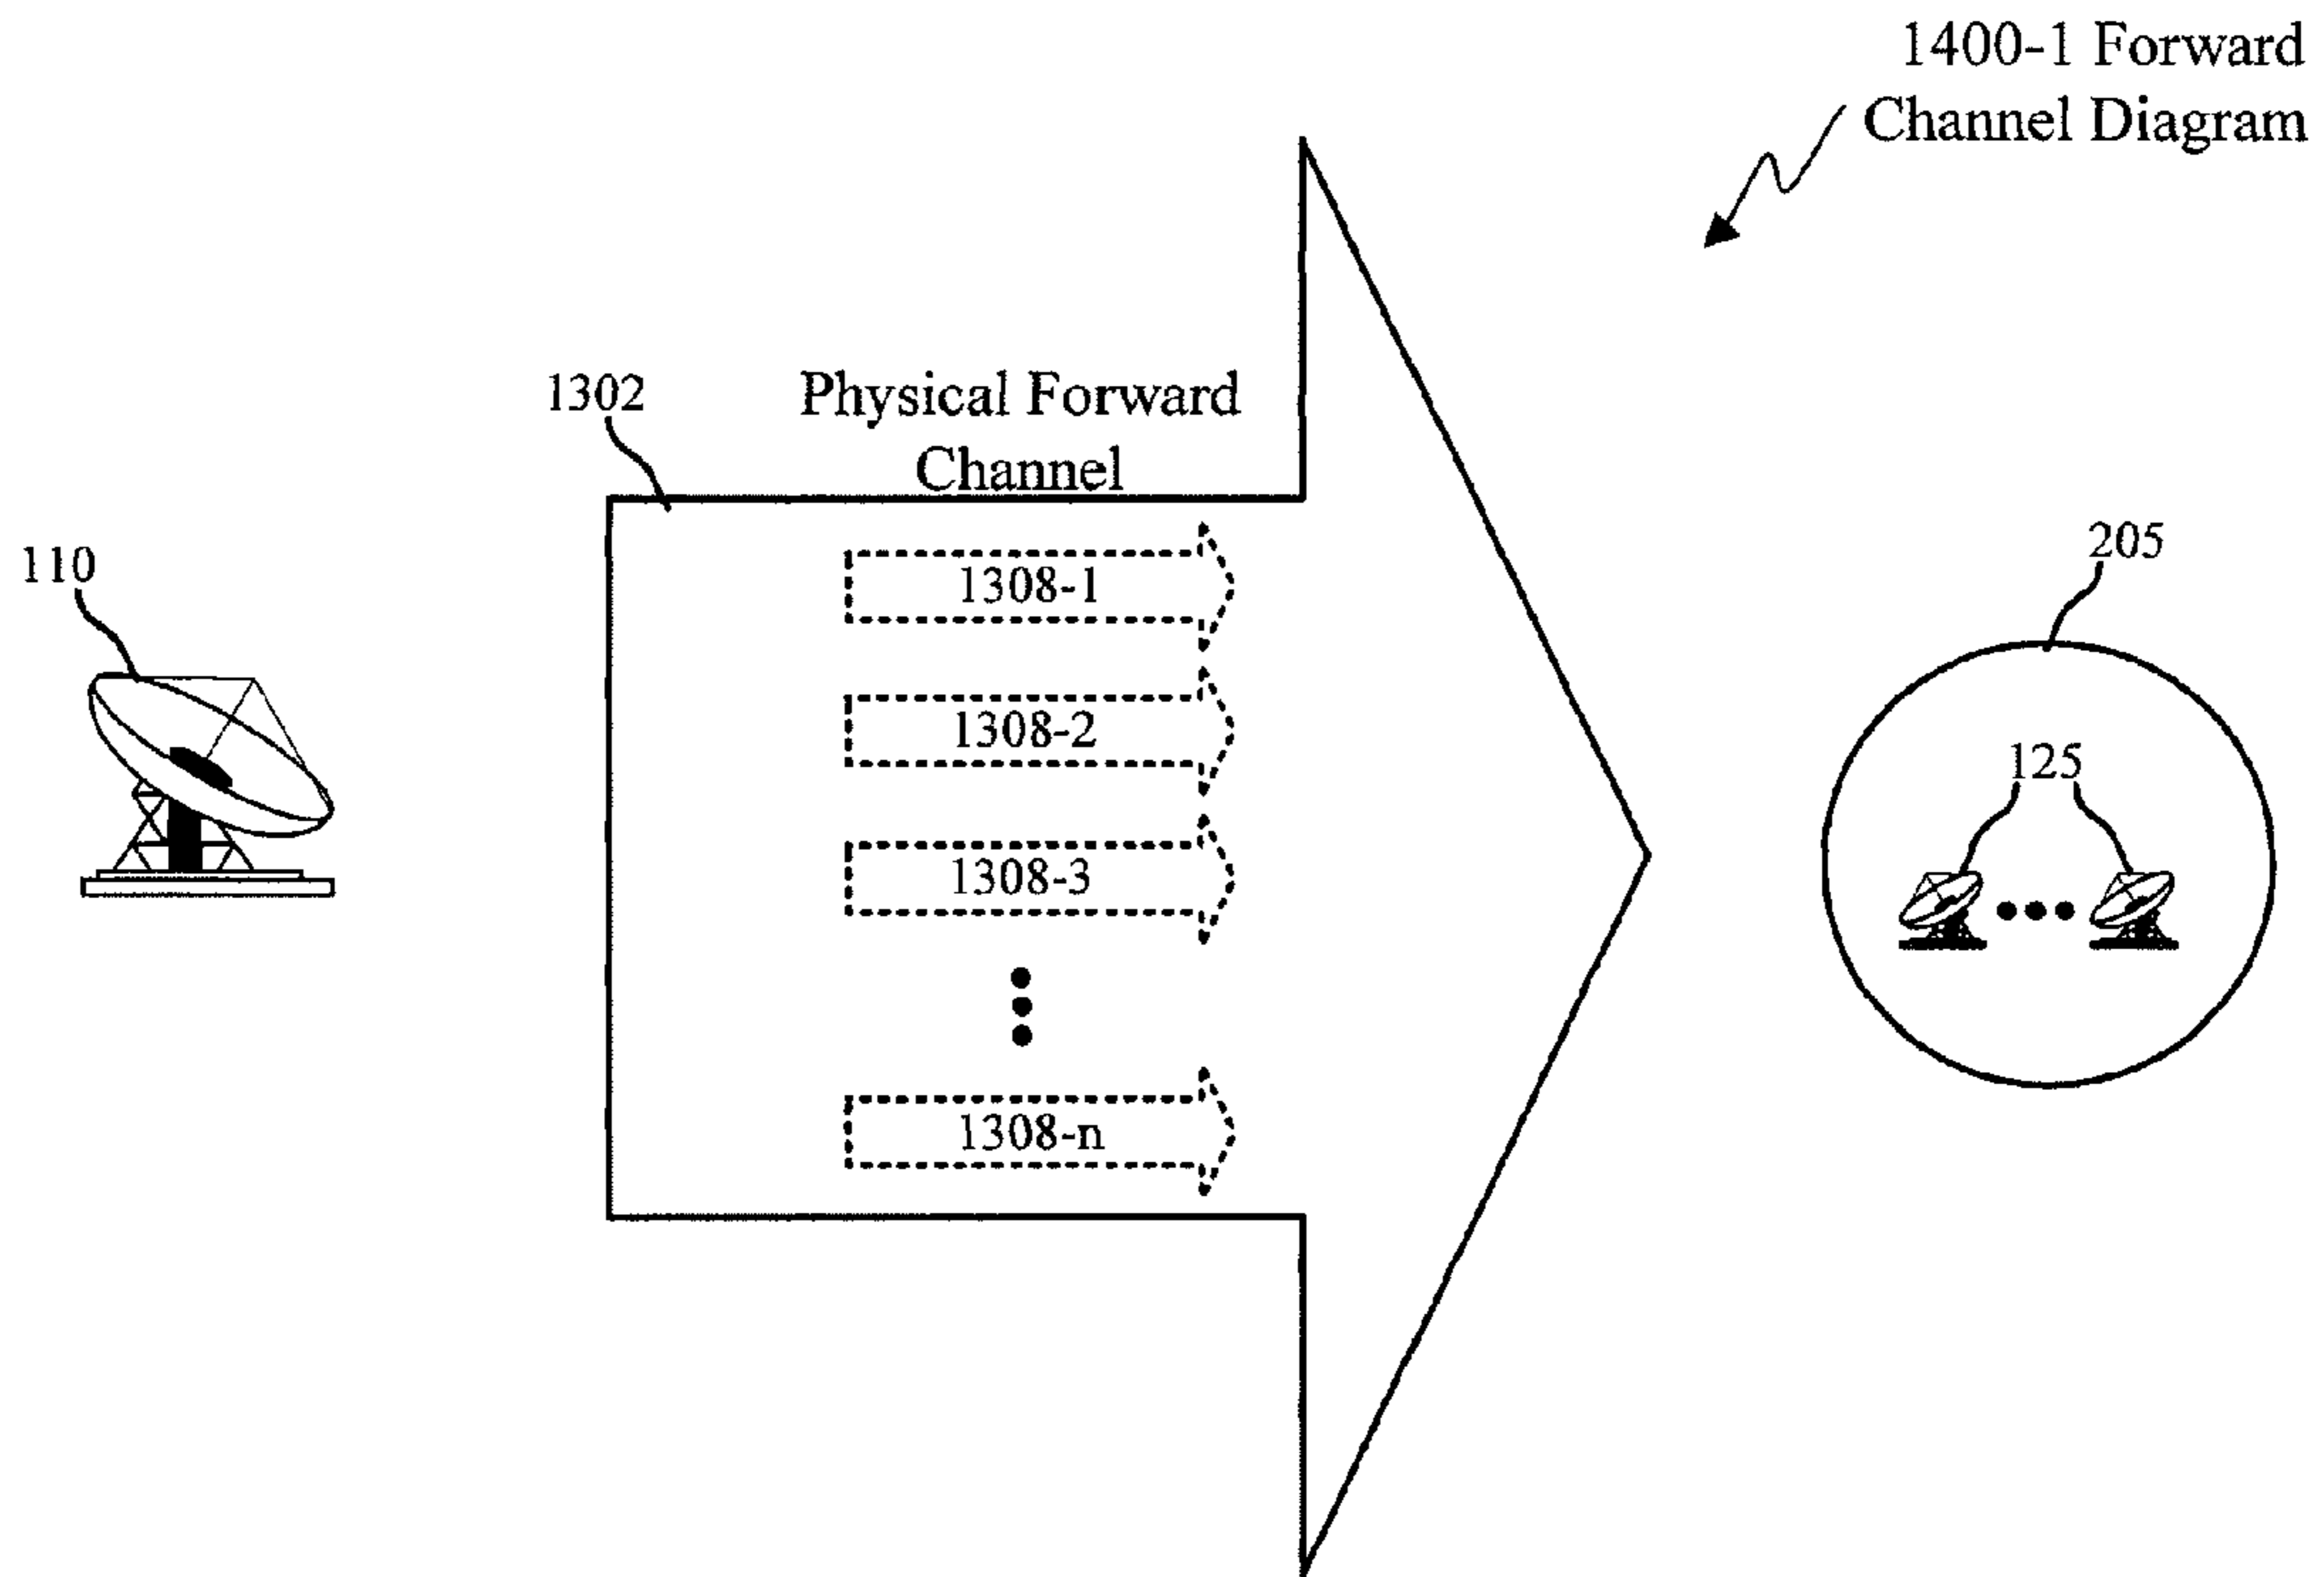 1400-1 Forward
Channel Diagram
1302
Physical Forward
Channel
110
1308-1
205
1308-2
125
1308-3
1308-n